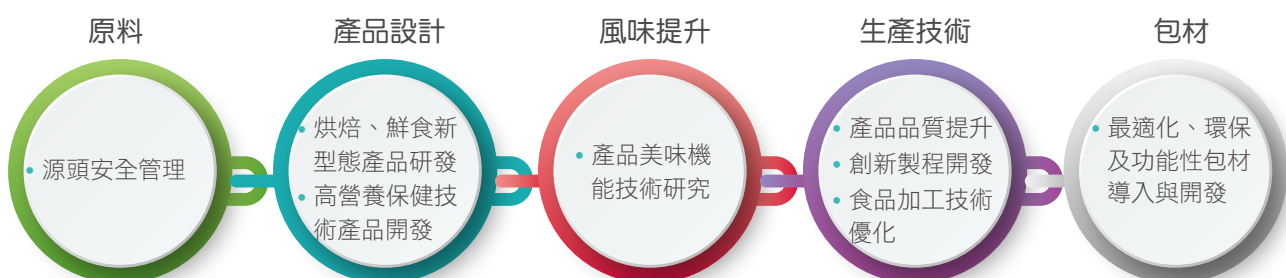 原料
• 源頭安全管理
產品設計
• 烘焙、鮮食新
型態產品研發
• 高營養保健技
術產品開發
風味提升
• 產品美味機
能技術研究
生產技術
• 產品品質提升
• 創新製程開發
• 食品加工技術
優化
包材
• 最適化、環保
及功能性包材
導入與開發